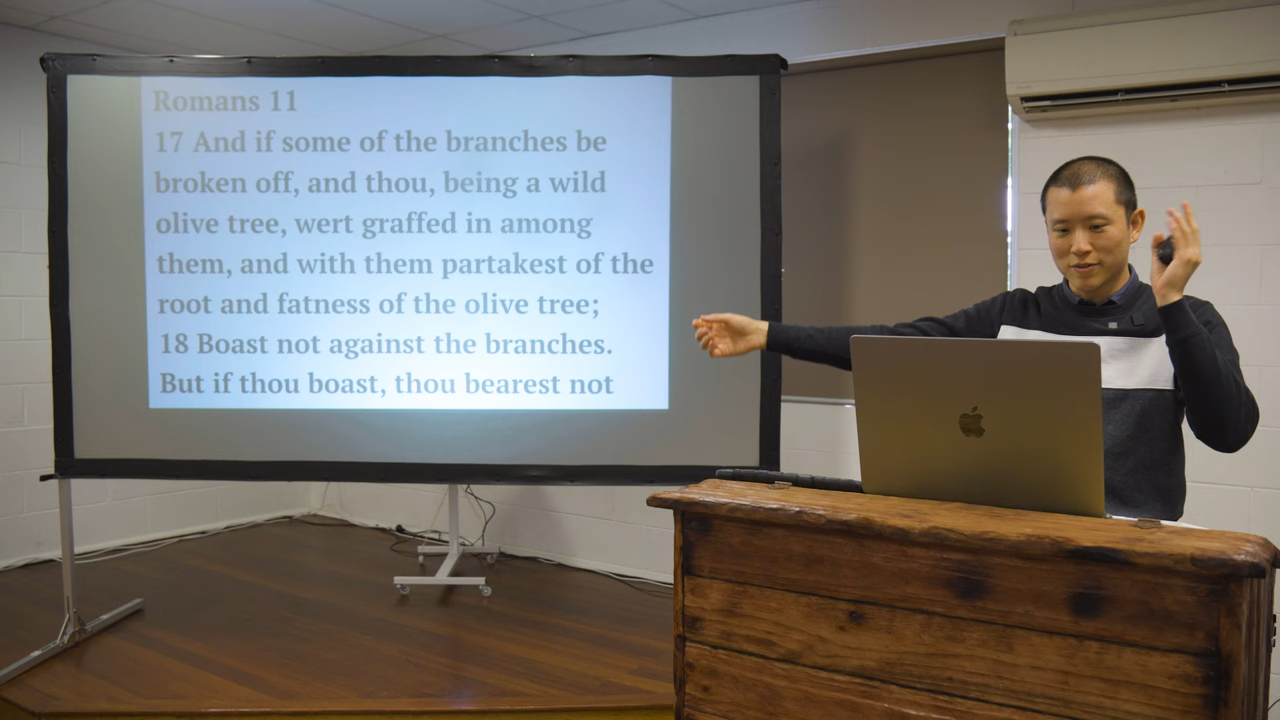 Romans 11
17 And if some of the branches be
broken off, and thou, being a wild
olive tree, wert graffed in among
them, and with them partakest of the
root and fatness of the olive tree;
18 Boast not against the branches.
But if thou boast, thou bearest not